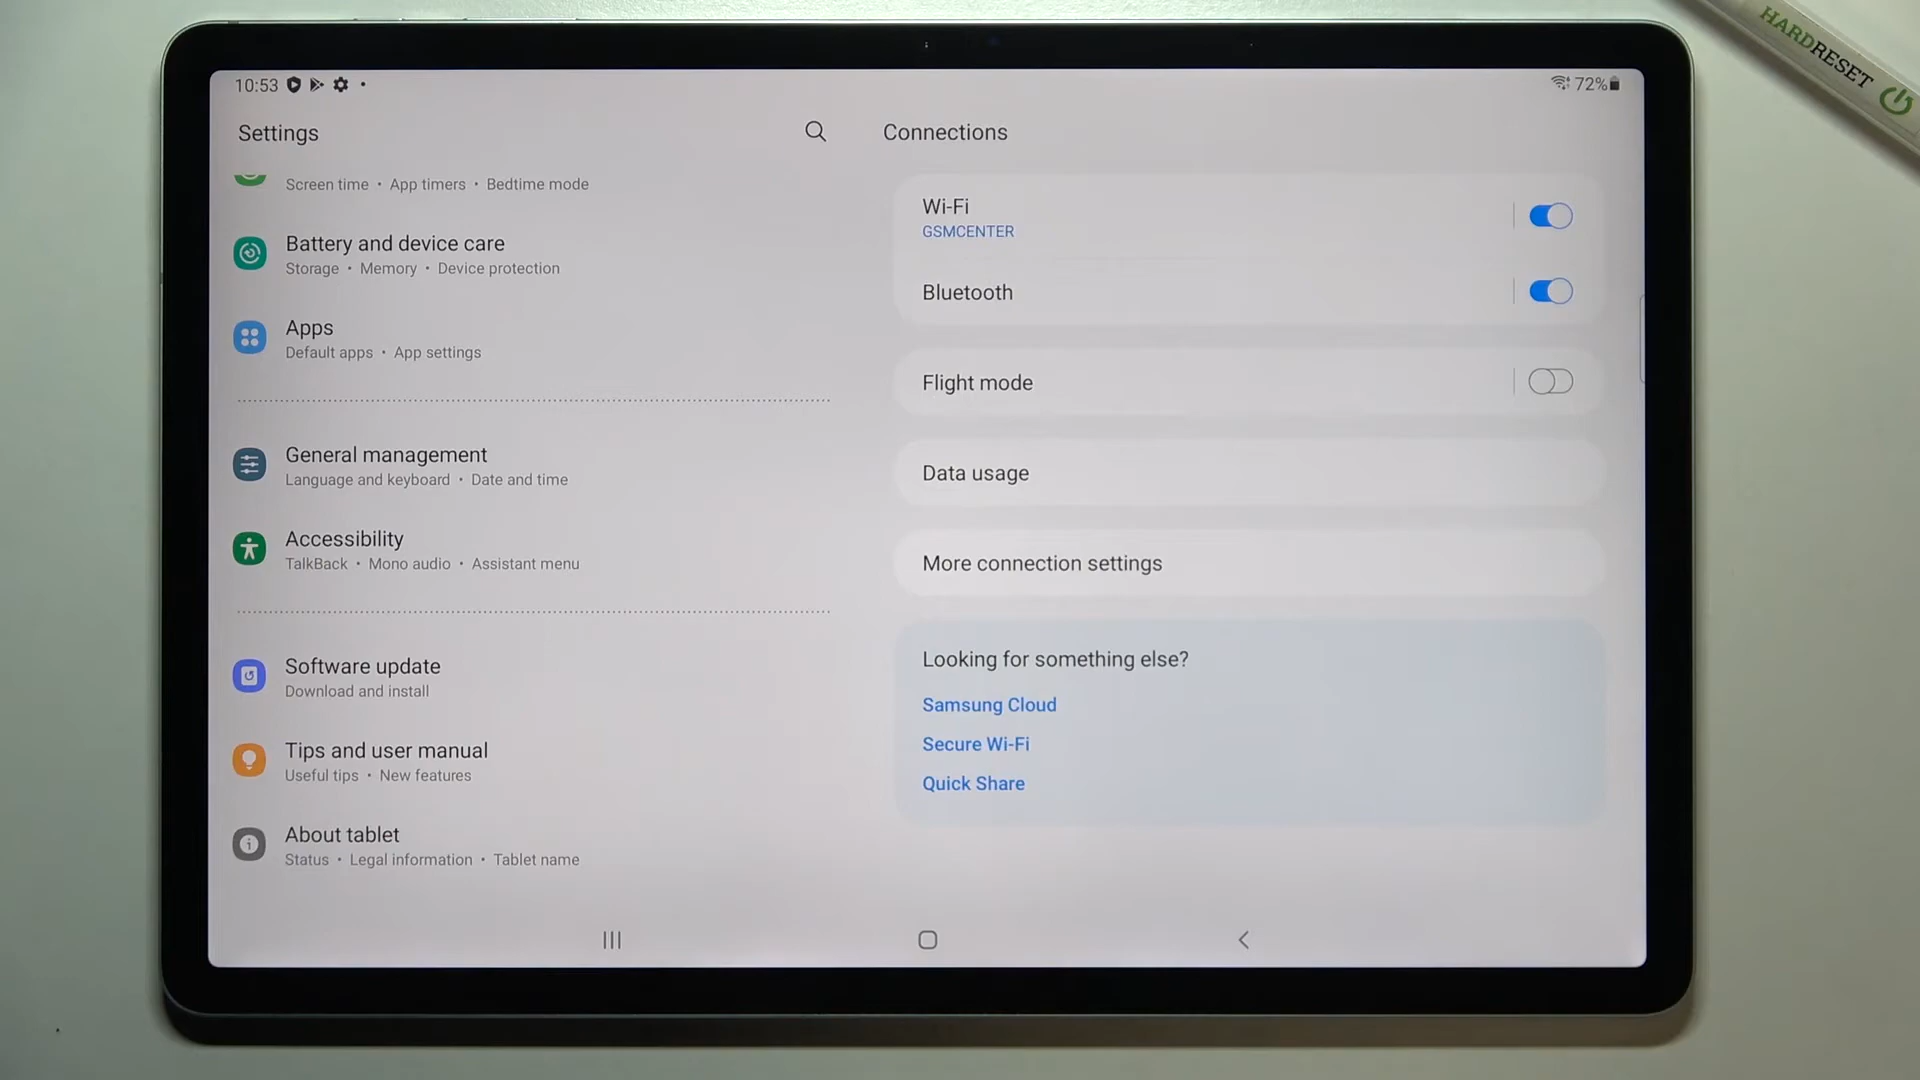 HARDRESET
10:53
72%
Settings
Screen time • App timers • Bedtime mode
Battery and device care
Storage • Memory • Device protection
Apps
Default apps • App settings
General management
Language and keyboard • Date and time
Accessibility
TalkBack • Mono audio • Assistant menu
Software update
Download and install
Tips and user manual
Useful tips • New features
About tablet
Status • Legal information • Tablet name
Connections
Wi-Fi
GSMCENTER
Bluetooth
Flight mode
Data usage
More connection settings
Looking for something else?
Samsung Cloud
Secure Wi-Fi
Quick Share